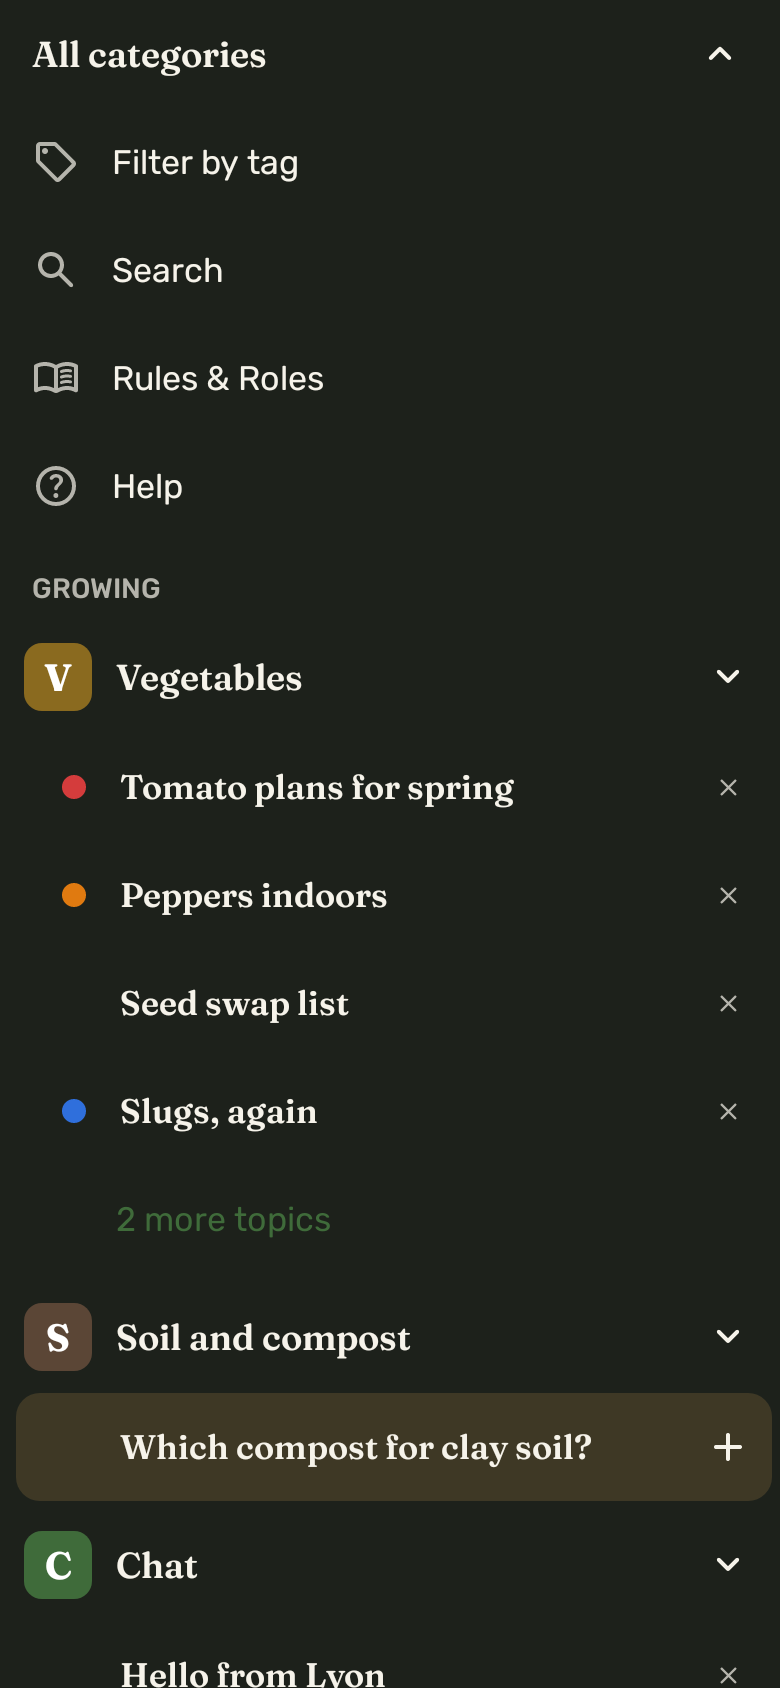 All categories
Filter by tag
Search
Rules & Roles
Help
GROWING
V Vegetables
Tomato plans for spring
Peppers indoors
Seed swap list
Slugs, again
2 more topics
S Soil and compost
Which compost for clay soil?
C Chat
Hello from Lyon